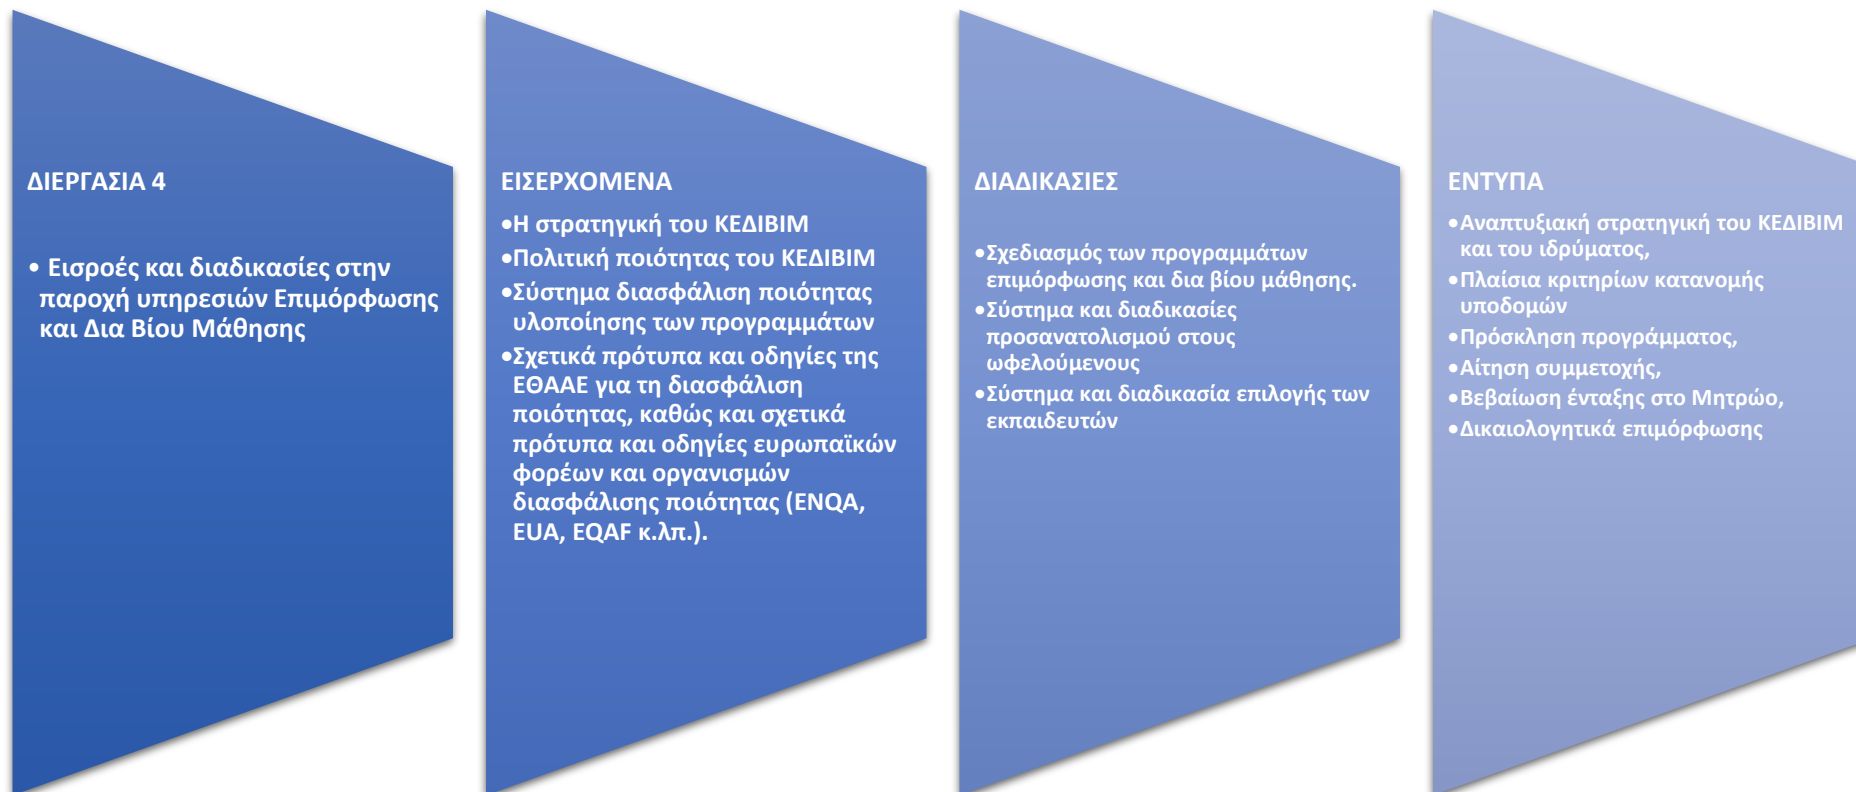 ΔΙΕΡΓΑΣΙΑ 4
• Εισροές και διαδικασίες στην
παροχή υπηρεσιών Επιμόρφωσης
και Δια Βίου Μάθησης
ΕΙΣΕΡΧΟΜΕΝΑ
•Η στρατηγική του ΚΕΔΙΒΙΜ
•Πολιτική ποιότητας του ΚΕΔΙΒΙΜ
•Σύστημα διασφάλιση ποιότητας
υλοποίησης των προγραμμάτων
•Σχετικά πρότυπα και οδηγίες της
ΕΘΑΑΕ για τη διασφάλιση
ποιότητας, καθώς και σχετικά
πρότυπα και οδηγίες ευρωπαϊκών
φορέων και οργανισμών
διασφάλισης ποιότητας (ENQA,
EUA, EQAF κ.λπ.).
ΔΙΑΔΙΚΑΣΙΕΣ
•Σχεδιασμός των προγραμμάτων
επιμόρφωσης και δια βίου μάθησης.
•Σύστημα και διαδικασίες
προσανατολισμού στους
ωφελούμενους
•Σύστημα και διαδικασία επιλογής των
εκπαιδευτών
ΕΝΤΥΠΑ
•Αναπτυξιακή στρατηγική του ΚΕΔΙΒΙΜ
και του ιδρύματος,
•Πλαίσια κριτηρίων κατανομής
υποδομών
•Πρόσκληση προγράμματος,
•Αίτηση συμμετοχής,
•Βεβαίωση ένταξης στο Μητρώο,
•Δικαιολογητικά επιμόρφωσης